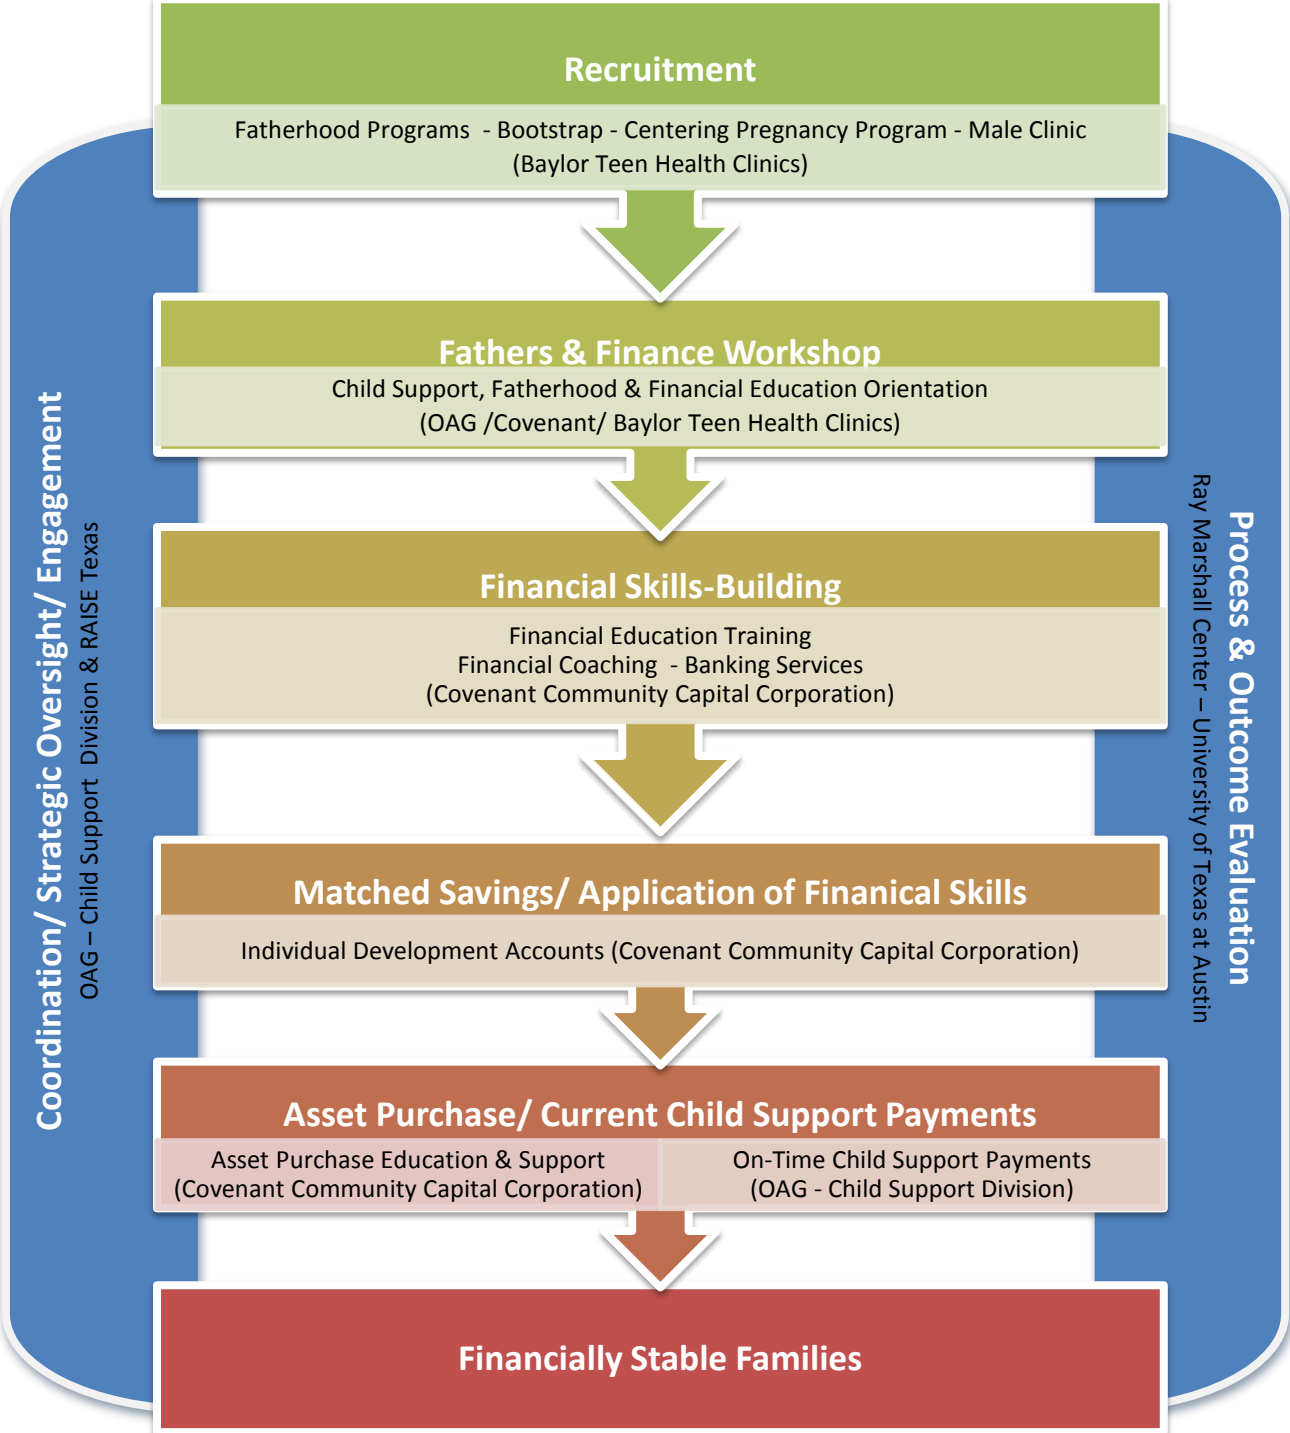 Recruitment
Fatherhood Programs - Bootstrap - Centering Pregnancy Program - Male Clinic
(Baylor Teen Health Clinics)
Fathers & Finance Workshop
Child Support, Fatherhood & Financial Education Orientation
(OAG /Covenant/ Baylor Teen Health Clinics)
Financial Skills-Building
Financial Education Training
Financial Coaching - Banking Services
(Covenant Community Capital Corporation)
Matched Savings/ Application of Finanical Skills
Individual Development Accounts (Covenant Community Capital Corporation)
Asset Purchase/ Current Child Support Payments
Asset Purchase Education & Support
(Covenant Community Capital Corporation)
On-Time Child Support Payments
(OAG - Child Support Division)
Financially Stable Families
Coordination/ Strategic Oversight/ Engagement
OAG – Child Support Division & RAISE Texas
Process & Outcome Evaluation
Ray Marshall Center – University of Texas at Austin